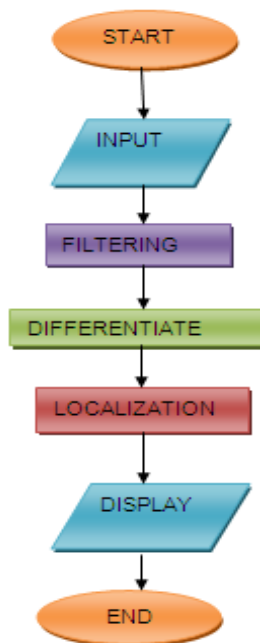 START
INPUT
FILTERING
DIFFERENTIATE
LOCALIZATION
DISPLAY
END